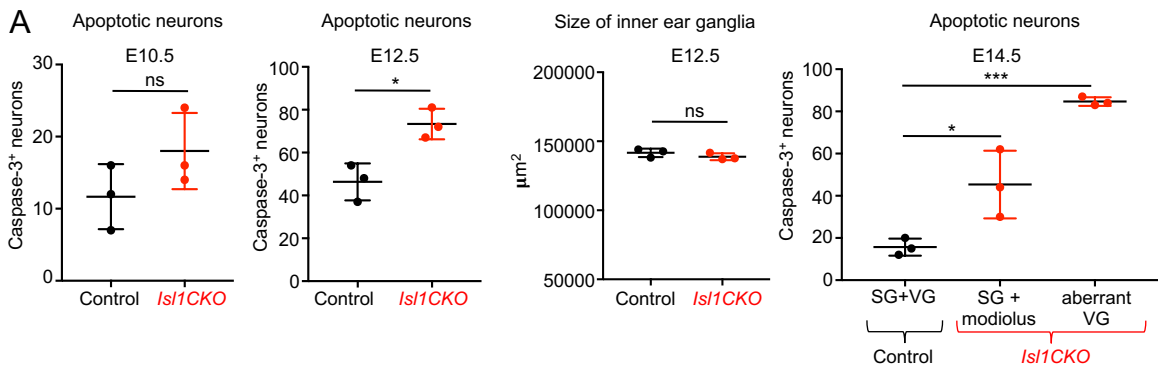 A
Apoptotic neurons
E10.5
Caspase-3⁺ neurons
30
20
10
0
ns
Control
Isl1CKO
Apoptotic neurons
E12.5
Caspase-3⁺ neurons
100
80
60
40
20
0
*
Control
Isl1CKO
Size of inner ear ganglia
E12.5
μm²
200000
150000
100000
50000
ns
Control
Isl1CKO
Apoptotic neurons
E14.5
Caspase-3⁺ neurons
100
80
60
40
20
0
***
*
SG+VG
SG +
modiolus
aberrant
VG
Control
Isl1CKO